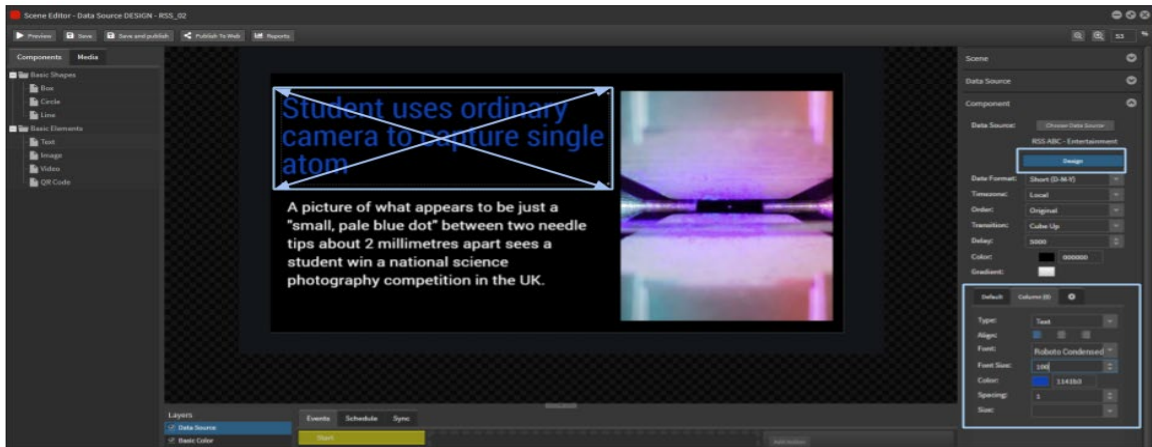 Scene Editor - Data Source DESIGN - RSS_02
Preview Save Save and publish Publish To Web Reports 53 %
Components Media
Basic Shapes
Box
Circle
Line
Basic Elements
Text
Image
Video
QR Code
Student uses ordinary
camera to capture single
atom
A picture of what appears to be just a
"small, pale blue dot" between two needle
tips about 2 millimetres apart sees a
student win a national science
photography competition in the UK.
Scene
Data Source
Component
Data Source: Choose Data Source
RSS ABC - Entertainment
Design
Date Format: Short (D-M-Y)
Timezone: Local
Order: Original
Transition: Cube Up
Delay: 5000
Color: 000000
Gradient:
Default Column (0)
Type: Text
Align:
Font: Roboto Condensed
Font Size: 100
Color: 1141b3
Spacing: 1
Size:
Layers
Data Source
Basic Color
Events Schedule Sync
Start